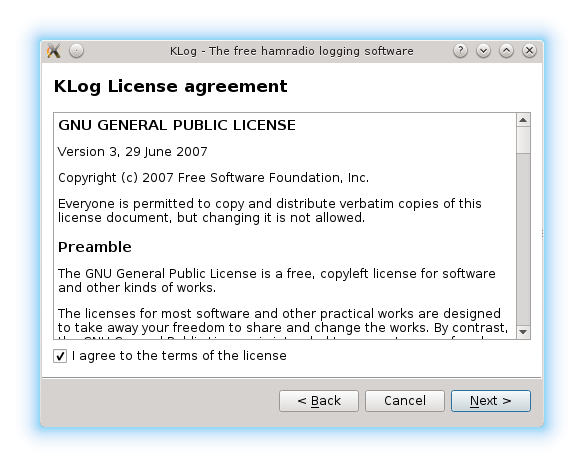 KLog - The free hamradio logging software
KLog License agreement
GNU GENERAL PUBLIC LICENSE
Version 3, 29 June 2007
Copyright (c) 2007 Free Software Foundation, Inc.
Everyone is permitted to copy and distribute verbatim copies of this
license document, but changing it is not allowed.
Preamble
The GNU General Public License is a free, copyleft license for software
and other kinds of works.
The licenses for most software and other practical works are designed
to take away your freedom to share and change the works. By contrast,
I agree to the terms of the license
< Back
Cancel
Next >